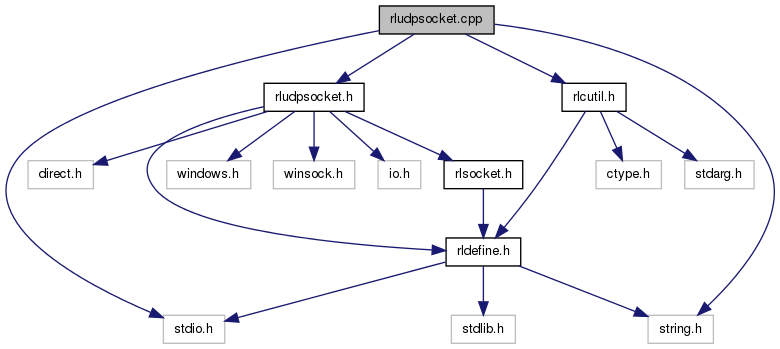 rludpsocket.cpp
rludpsocket.h
rlcutil.h
direct.h
windows.h
winsock.h
io.h
rlsocket.h
ctype.h
stdarg.h
rldefine.h
stdio.h
stdlib.h
string.h